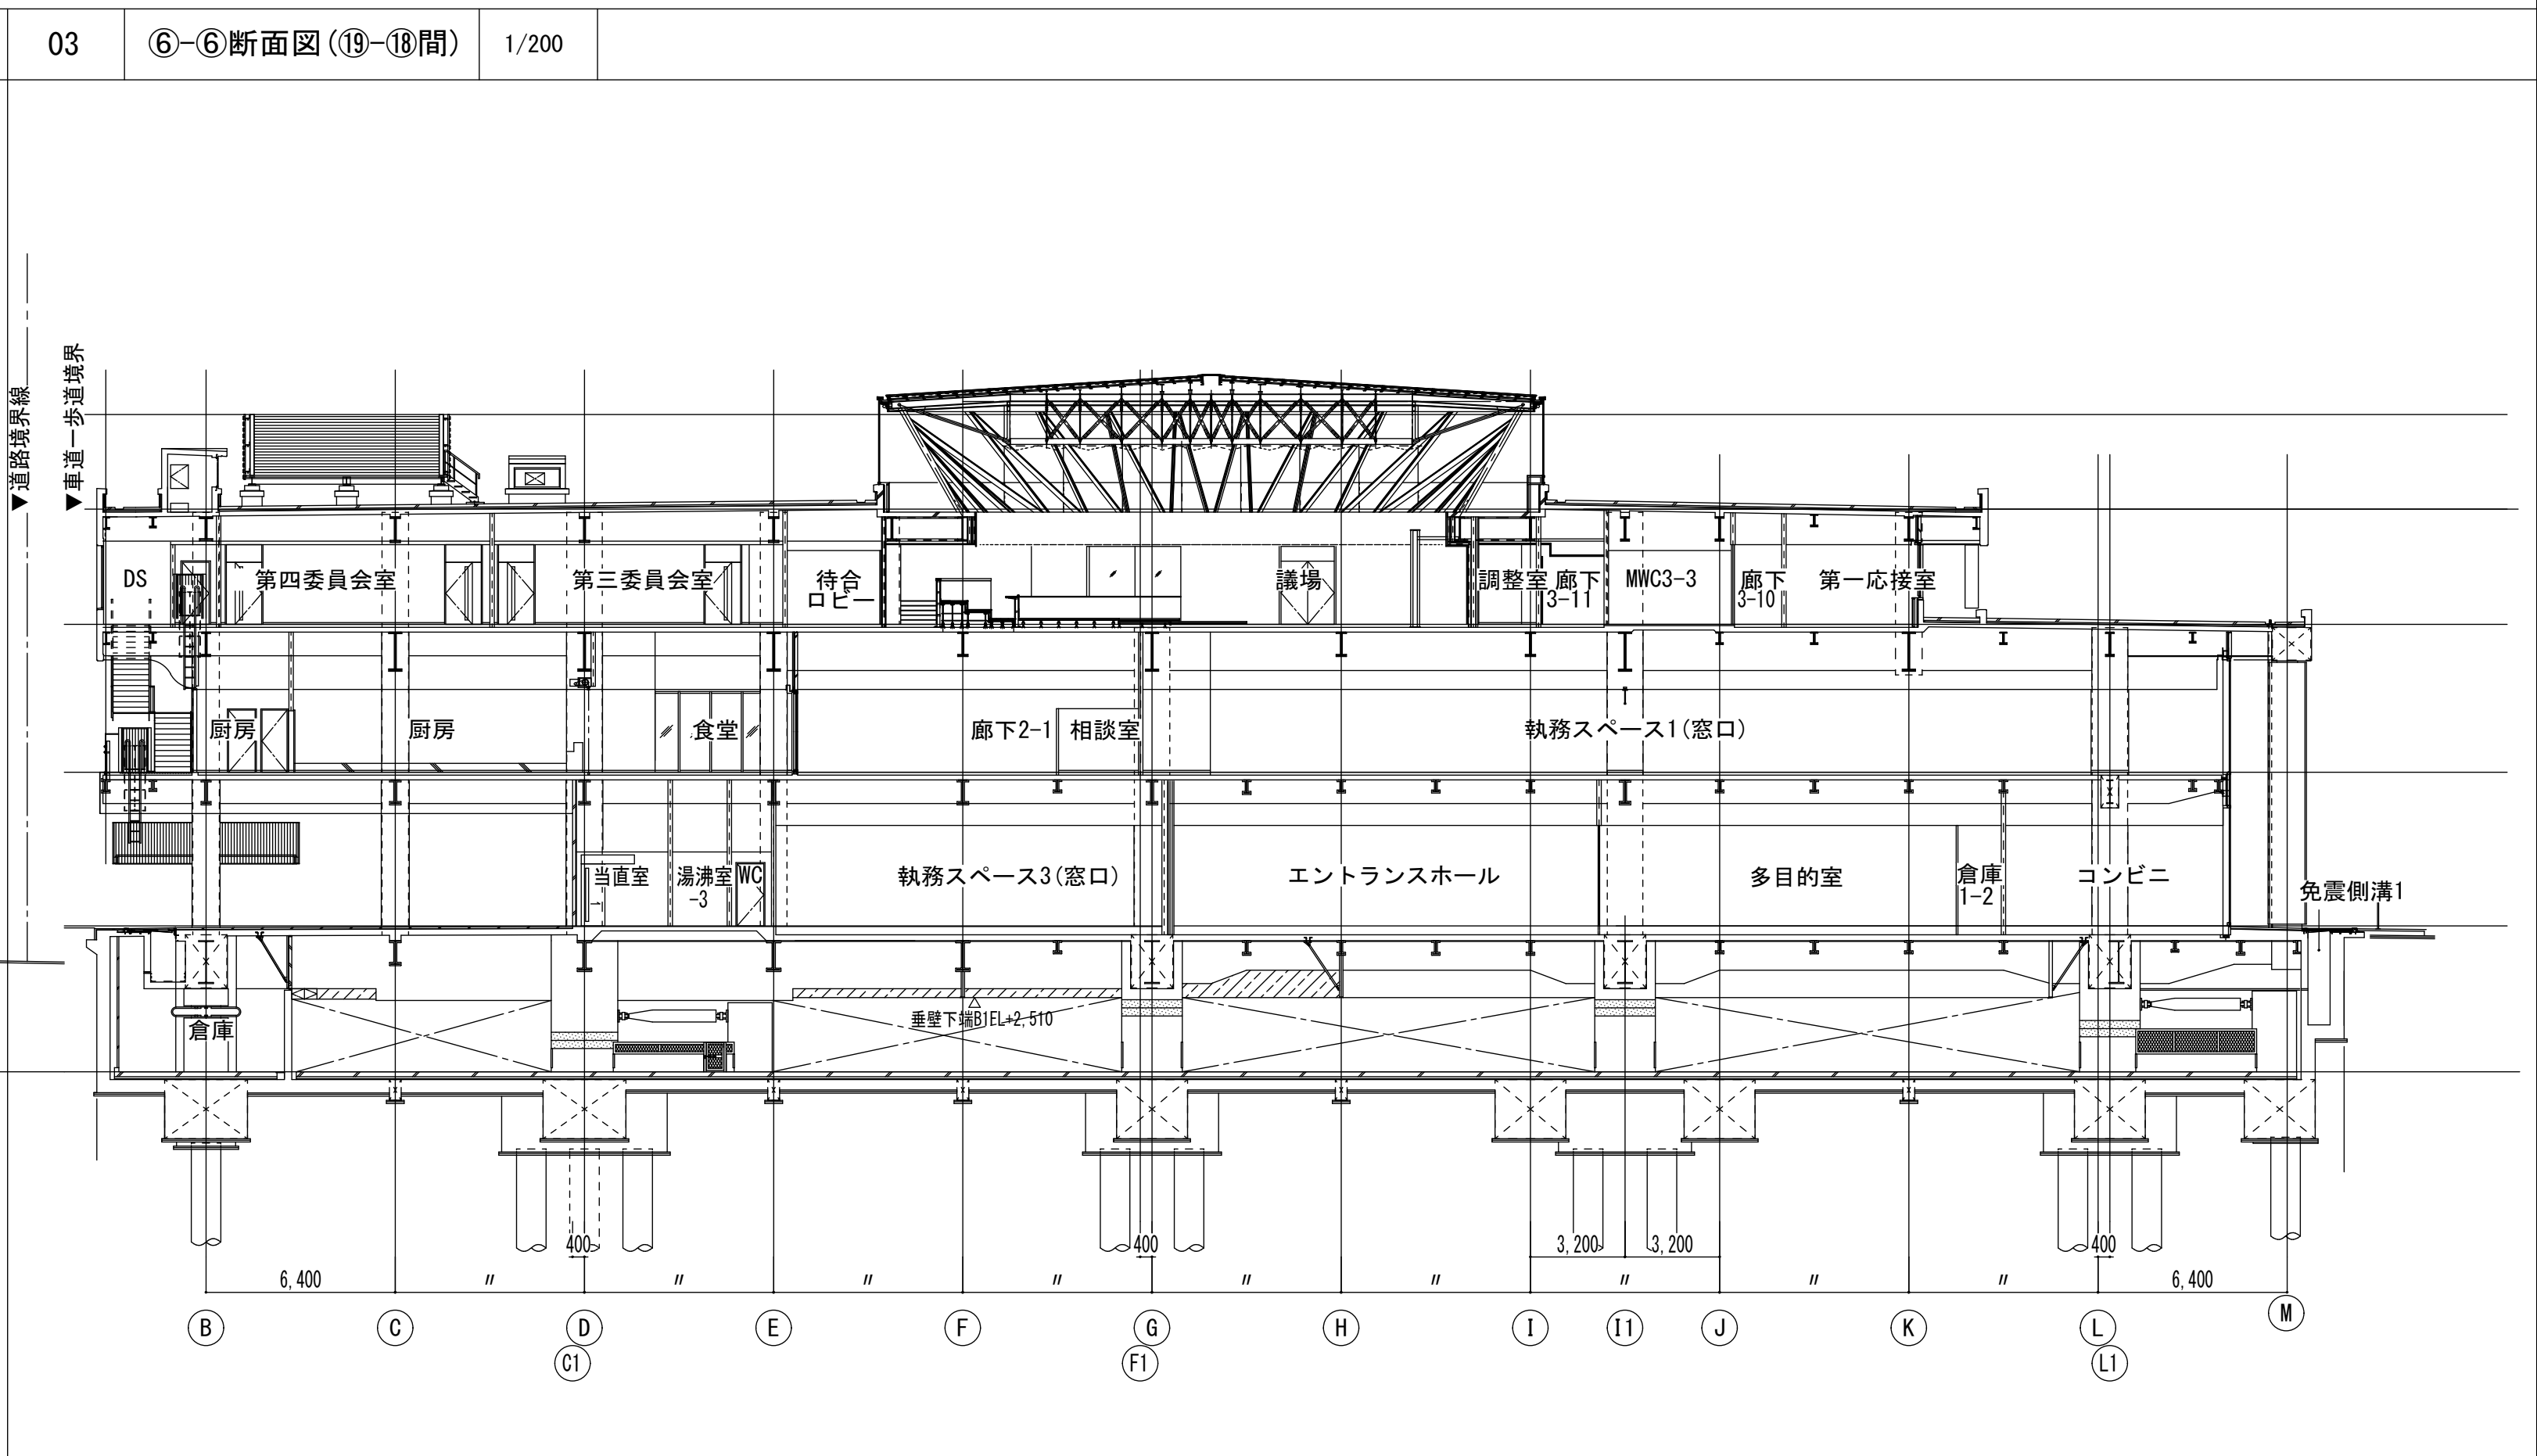 03
⑥-⑥断面図(⑲-⑱間)
1/200
▼道路境界線
▼車道ー歩道境界
DS
第四委員会室
第三委員会室
待合
ロビー
議場
調整室
廊下
3-11
MWC3-3
廊下
3-10
第一応接室
厨房
厨房
食堂
廊下2-1
相談室
執務スペース1(窓口)
当直室
湯沸室
-3
WC
執務スペース3(窓口)
エントランスホール
多目的室
倉庫
1-2
コンビニ
免震側溝1
倉庫
垂壁下端B1EL+2,510
400
400
3,200
3,200
400
6,400
〃
〃
〃
〃
〃
〃
〃
〃
〃
6,400
B
C
D
E
F
G
H
I
I1
J
K
L
M
C1
F1
L1